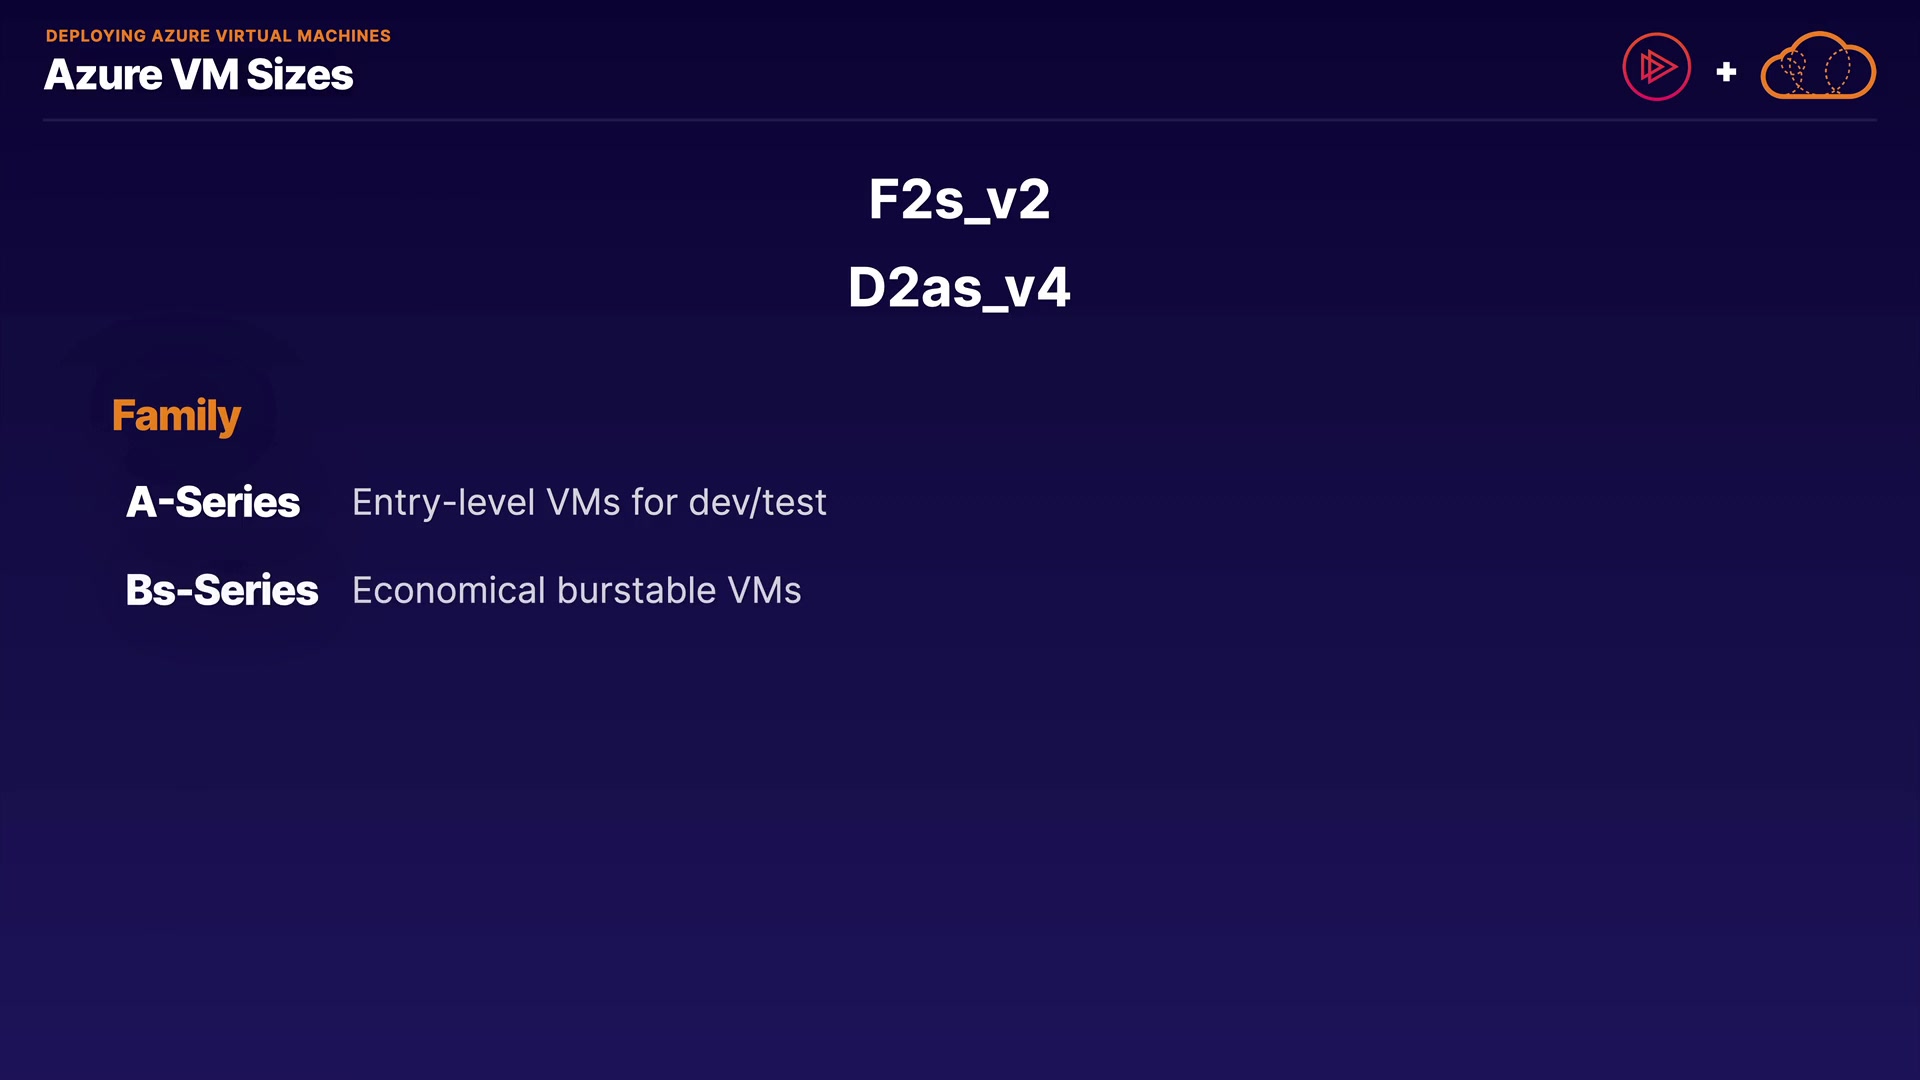 DEPLOYING AZURE VIRTUAL MACHINES
Azure VM Sizes
+
F2s_v2
D2as_v4
Family
A-Series Entry-level VMs for dev/test
Bs-Series Economical burstable VMs